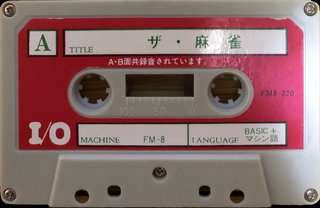 A
TITLE
ザ・麻雀
A・B面共録音されています。
FM8-320
100 50 0
I/O
MACHINE FM-8
LANGUAGE BASIC+
マシン語